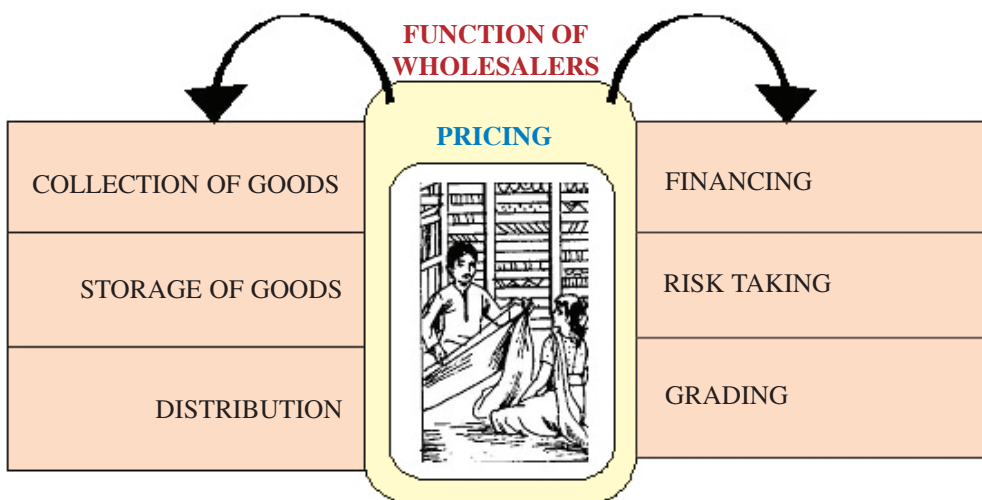 FUNCTION OF
WHOLESALERS
PRICING
COLLECTION OF GOODS
STORAGE OF GOODS
DISTRIBUTION
FINANCING
RISK TAKING
GRADING